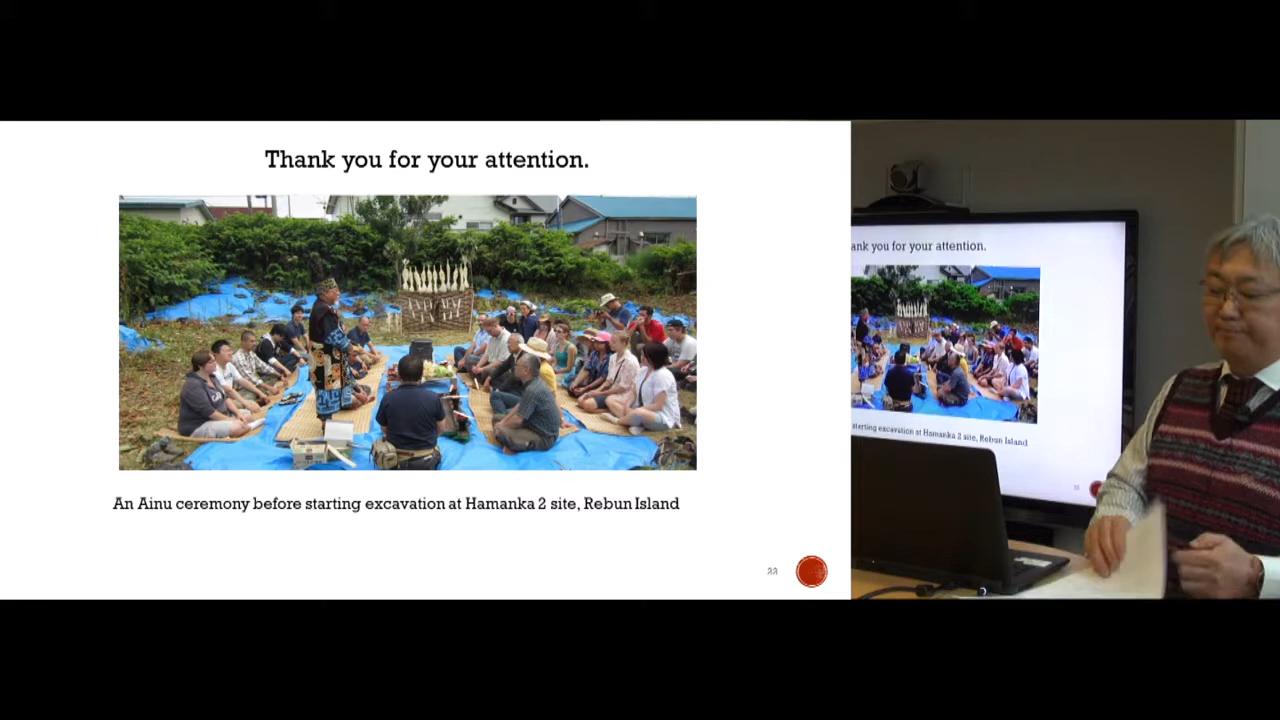 Thank you for your attention.
An Ainu ceremony before starting excavation at Hamanka 2 site, Rebun Island
33
ank you for your attention.
starting excavation at Hamanka 2 site, Rebun Island